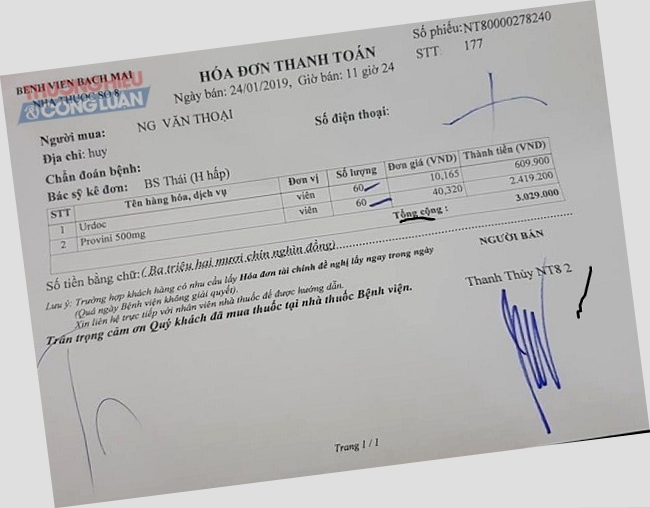 BỆNH VIỆN BẠCH MAI
NHÀ THUỐC SỐ 8
THƯƠNG HIỆU
& CÔNG LUẬN
HÓA ĐƠN THANH TOÁN
Ngày bán: 24/01/2019, Giờ bán: 11 giờ 24
Số phiếu:NT80000278240
STT: 177
Người mua: NG VĂN THOẠI
Số điện thoại:
Địa chỉ: huy
Chẩn đoán bệnh:
Bác sỹ kê đơn: BS Thái (H hấp)
STT Tên hàng hóa, dịch vụ Đơn vị Số lượng Đơn giá (VND) Thành tiền (VND)
1 Urdoc viên 60 10,165 609.900
2 Provini 500mg viên 60 40,320 2.419.200
Tổng cộng : 3.029.000
Số tiền bằng chữ: ( Ba triệu hai mươi chín nghìn đồng)
Lưu ý: Trường hợp khách hàng có nhu cầu lấy Hóa đơn tài chính đề nghị lấy ngay trong ngày
(Quá ngày Bệnh viện không giải quyết).
Xin liên hệ trực tiếp với nhân viên nhà thuốc để được hướng dẫn.
Trân trọng cảm ơn Quý khách đã mua thuốc tại nhà thuốc Bệnh viện.
NGƯỜI BÁN
Thanh Thúy NT8 2
Trang 1 / 1